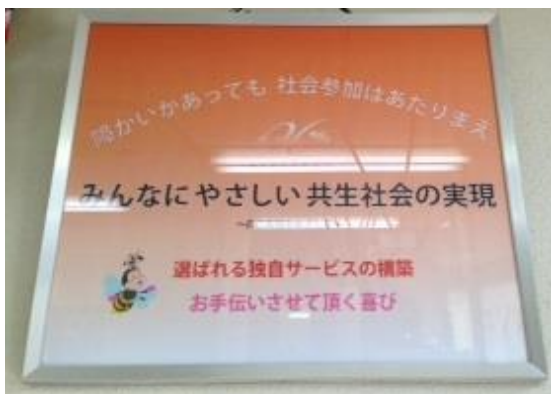 障がいがあっても 社会参加はあたりまえ
みんなに やさしい 共生社会の実現
選ばれる独自サービスの構築
お手伝いさせて頂く喜び